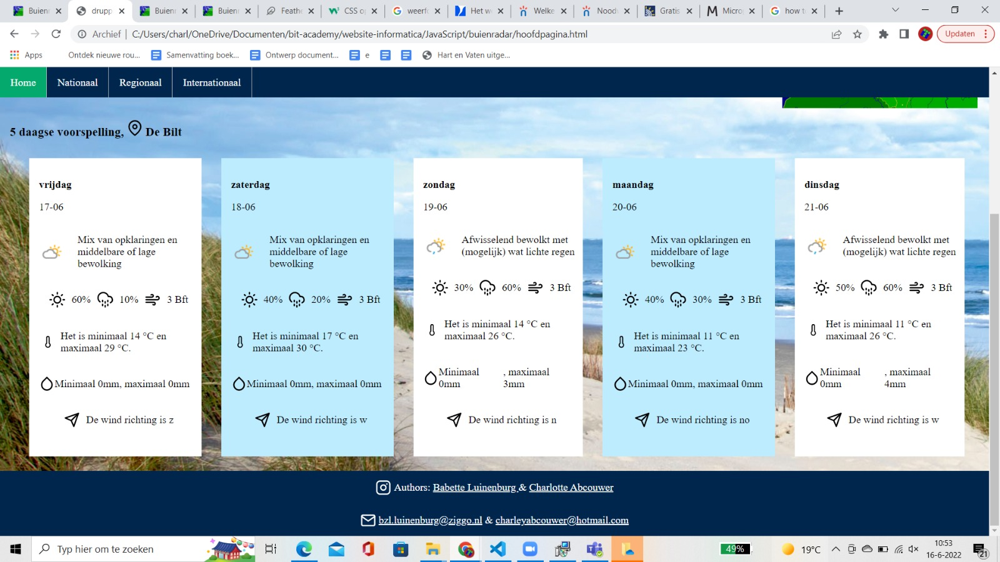 Buieni
drupp
Buieni
Buieni
Feathe
CSS o
weerfo
Het w
Welke
Noodw
Gratis
Micro
how t
Archief | C:/Users/charl/OneDrive/Documenten/bit-academy/website-informatica/JavaScript/buienradar/hoofdpagina.html
Updaten
Apps
Ontdek nieuwe rou...
Samenvatting boek...
Ontwerp document...
e
Hart en Vaten uitge...
Home
Nationaal
Regionaal
Internationaal
5 daagse voorspelling, De Bilt
vrijdag
17-06
Mix van opklaringen en
middelbare of lage
bewolking
60% 10% 3 Bft
Het is minimaal 14 °C en
maximaal 29 °C.
Minimaal 0mm, maximaal 0mm
De wind richting is z
zaterdag
18-06
Mix van opklaringen en
middelbare of lage
bewolking
40% 20% 3 Bft
Het is minimaal 17 °C en
maximaal 30 °C.
Minimaal 0mm, maximaal 0mm
De wind richting is w
zondag
19-06
Afwisselend bewolkt met
(mogelijk) wat lichte regen
30% 60% 3 Bft
Het is minimaal 14 °C en
maximaal 26 °C.
Minimaal , maximaal
0mm 3mm
De wind richting is n
maandag
20-06
Mix van opklaringen en
middelbare of lage
bewolking
40% 30% 3 Bft
Het is minimaal 11 °C en
maximaal 23 °C.
Minimaal 0mm, maximaal 0mm
De wind richting is no
dinsdag
21-06
Afwisselend bewolkt met
(mogelijk) wat lichte regen
50% 60% 3 Bft
Het is minimaal 11 °C en
maximaal 26 °C.
Minimaal , maximaal
0mm 4mm
De wind richting is w
Authors: Babette Luinenburg & Charlotte Abcouwer
bzl.luinenburg@ziggo.nl & charleyabcouwer@hotmail.com
Typ hier om te zoeken
49%
19°C
10:53
16-6-2022
21